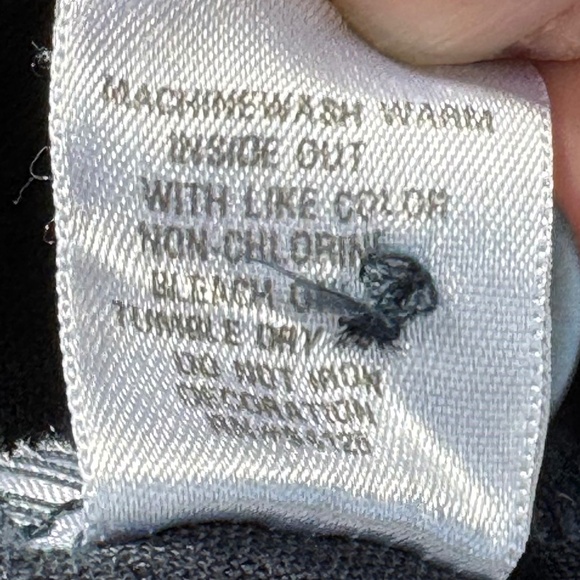 MACHINEWASH WARM
INSIDE OUT
WITH LIKE COLOR
NON-CHLORIN
BLEACH
TUMBLE DRY
DO NOT IRON
DECORATION